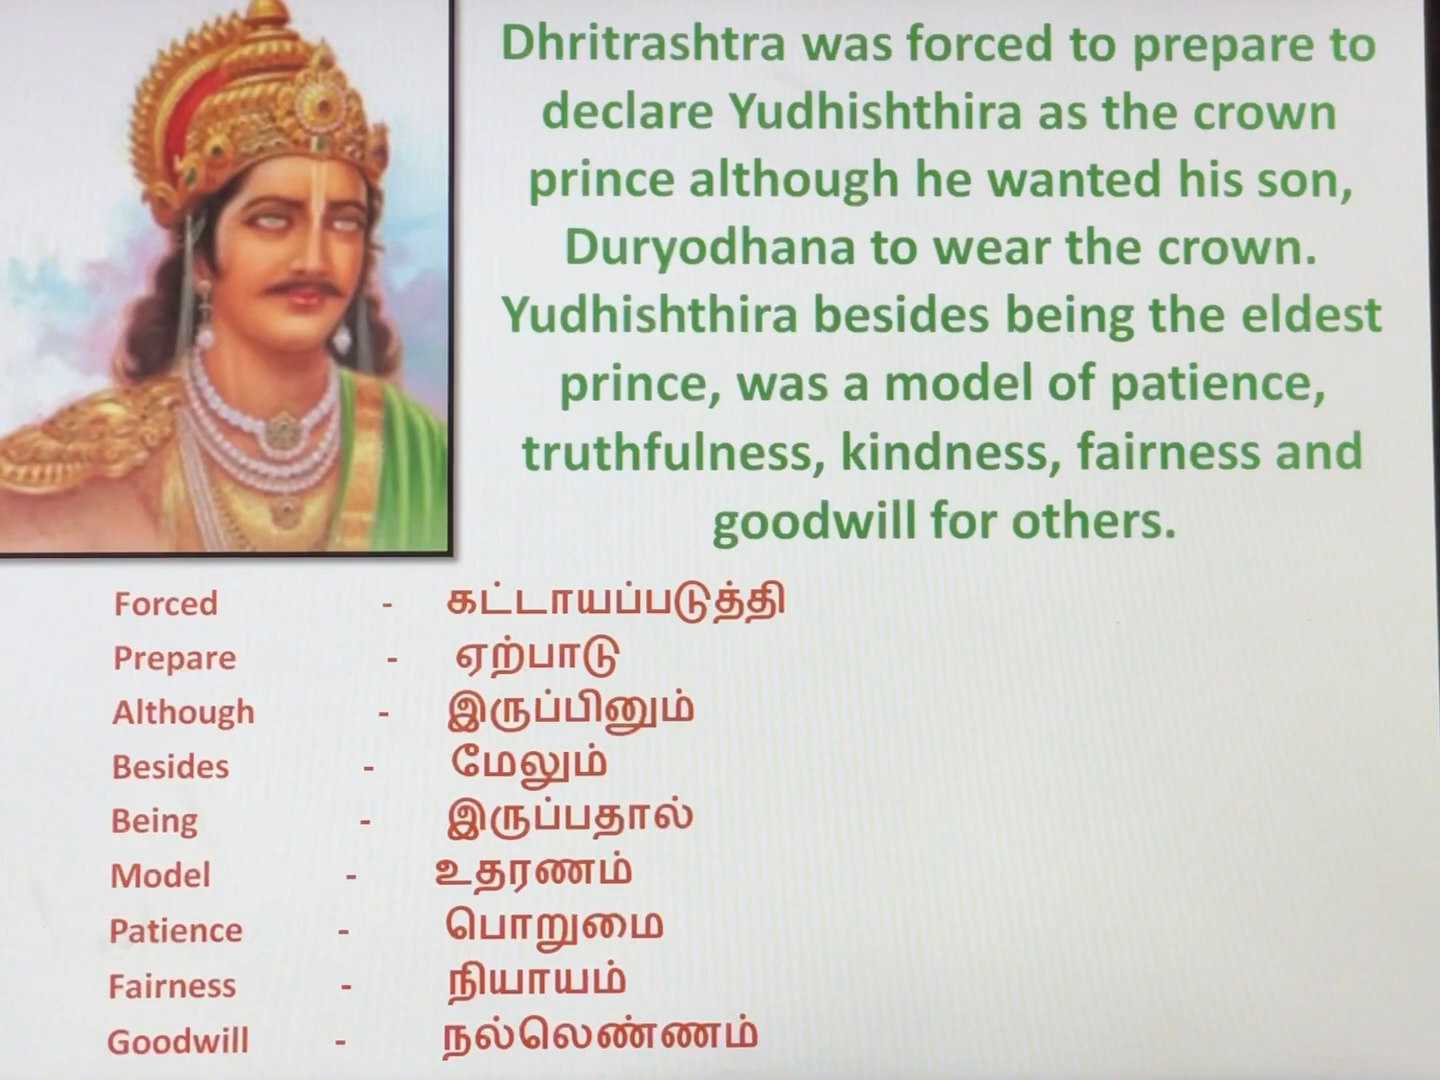 Dhritrashtra was forced to prepare to
declare Yudhishthira as the crown
prince although he wanted his son,
Duryodhana to wear the crown.
Yudhishthira besides being the eldest
prince, was a model of patience,
truthfulness, kindness, fairness and
goodwill for others.
Forced - கட்டாயப்படுத்தி
Prepare - ஏற்பாடு
Although - இருப்பினும்
Besides - மேலும்
Being - இருப்பதால்
Model - உதரணம்
Patience - பொறுமை
Fairness - நியாயம்
Goodwill - நல்லெண்ணம்